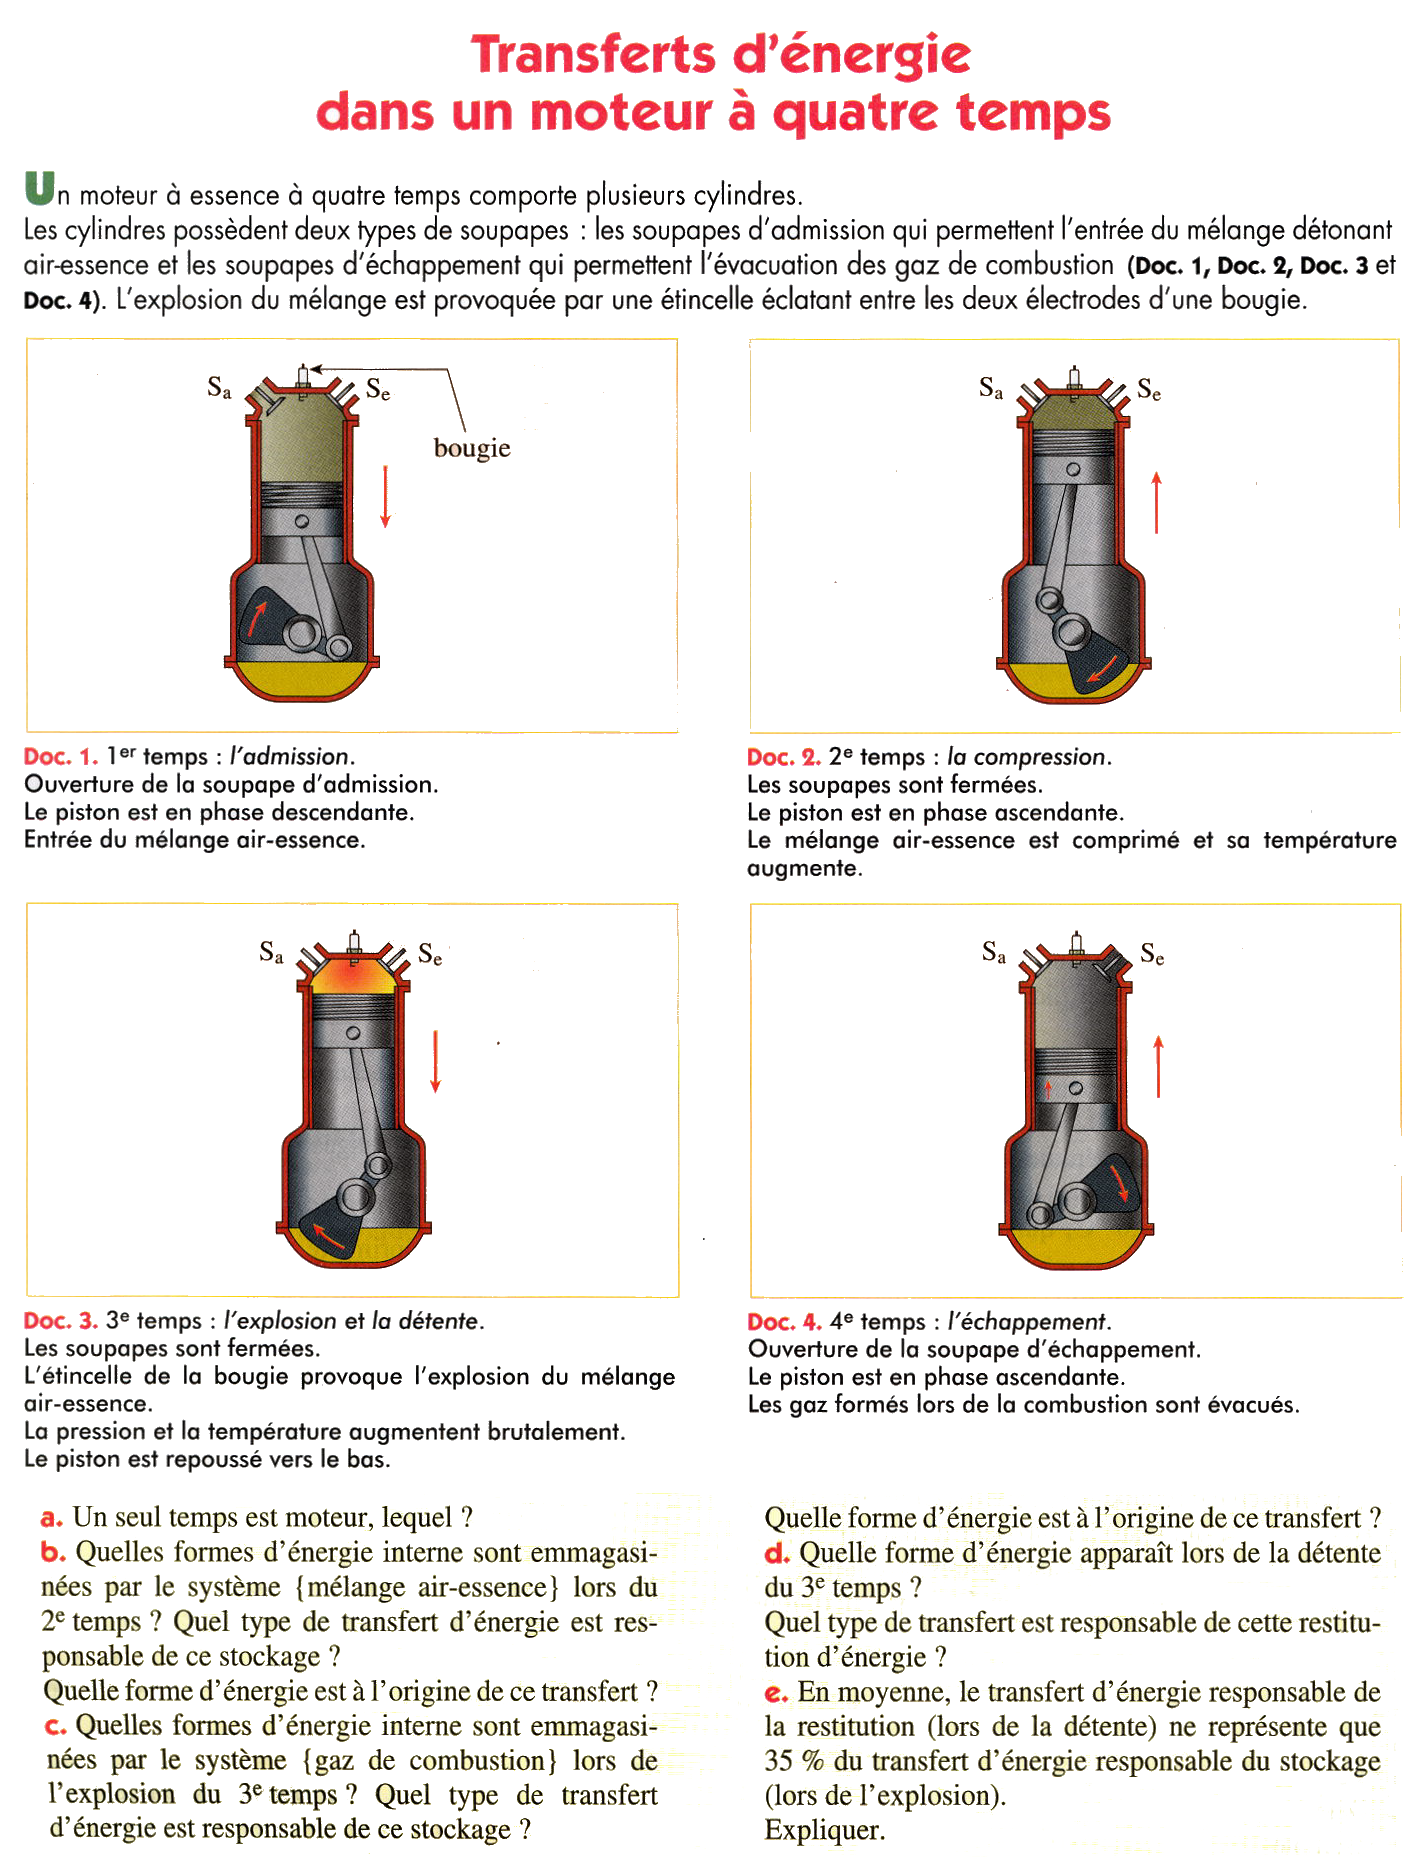 Transferts d'énergie
dans un moteur à quatre temps
Un moteur à essence à quatre temps comporte plusieurs cylindres.
Les cylindres possèdent deux types de soupapes : les soupapes d'admission qui permettent l'entrée du mélange détonant
air-essence et les soupapes d'échappement qui permettent l'évacuation des gaz de combustion (Doc. 1, Doc. 2, Doc. 3 et
Doc. 4). L'explosion du mélange est provoquée par une étincelle éclatant entre les deux électrodes d'une bougie.
Sa
Se
bougie
Sa
Se
Doc. 1. 1er temps : l'admission.
Ouverture de la soupape d'admission.
Le piston est en phase descendante.
Entrée du mélange air-essence.
Doc. 2. 2e temps : la compression.
Les soupapes sont fermées.
Le piston est en phase ascendante.
Le mélange air-essence est comprimé et sa température
augmente.
Sa
Se
Sa
Se
Doc. 3. 3e temps : l'explosion et la détente.
Les soupapes sont fermées.
L'étincelle de la bougie provoque l'explosion du mélange
air-essence.
La pression et la température augmentent brutalement.
Le piston est repoussé vers le bas.
Doc. 4. 4e temps : l'échappement.
Ouverture de la soupape d'échappement.
Le piston est en phase ascendante.
Les gaz formés lors de la combustion sont évacués.
a. Un seul temps est moteur, lequel ?
b. Quelles formes d'énergie interne sont emmagasi-
nées par le système {mélange air-essence} lors du
2e temps ? Quel type de transfert d'énergie est res-
ponsable de ce stockage ?
Quelle forme d'énergie est à l'origine de ce transfert ?
c. Quelles formes d'énergie interne sont emmagasi-
nées par le système {gaz de combustion} lors de
l'explosion du 3e temps ? Quel type de transfert
d'énergie est responsable de ce stockage ?
Quelle forme d'énergie est à l'origine de ce transfert ?
d. Quelle forme d'énergie apparaît lors de la détente
du 3e temps ?
Quel type de transfert est responsable de cette restitu-
tion d'énergie ?
e. En moyenne, le transfert d'énergie responsable de
la restitution (lors de la détente) ne représente que
35 % du transfert d'énergie responsable du stockage
(lors de l'explosion).
Expliquer.